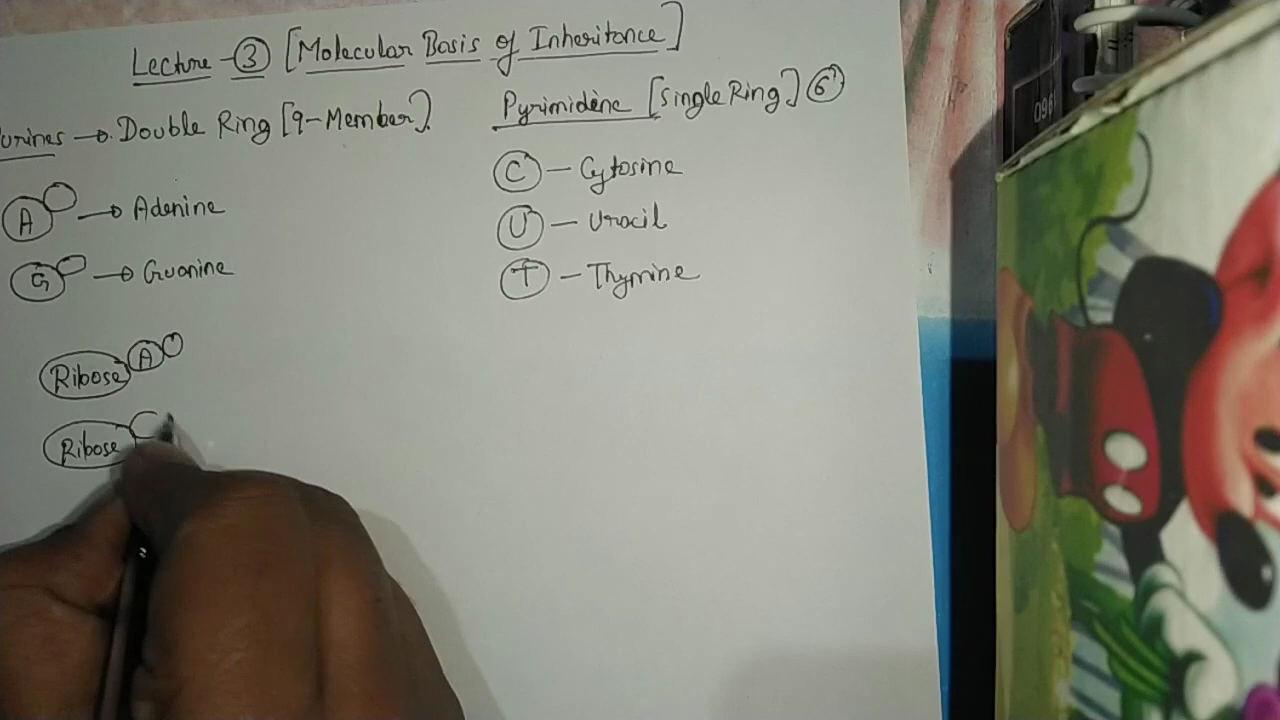 Lecture - 3 [Molecular Basis of Inheritance]
urines → Double Ring [9-Member].
A → Adenine
G → Guanine
Ribose A
Ribose
Pyrimidine [Single Ring] 6
C - Cytosine
U - Uracil
T - Thymine